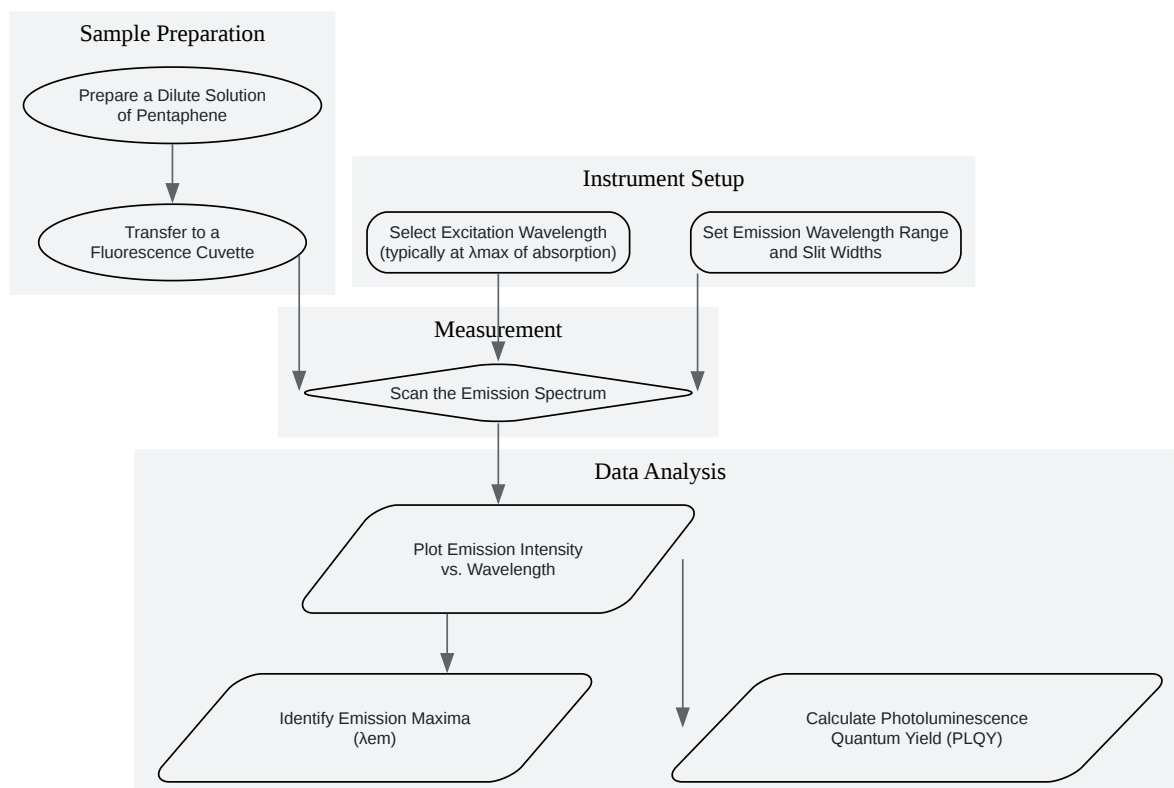 Sample Preparation
Prepare a Dilute Solution
of Pentaphene
Transfer to a
Fluorescence Cuvette
Instrument Setup
Select Excitation Wavelength
(typically at λmax of absorption)
Set Emission Wavelength Range
and Slit Widths
Measurement
Scan the Emission Spectrum
Data Analysis
Plot Emission Intensity
vs. Wavelength
Identify Emission Maxima
(λem)
Calculate Photoluminescence
Quantum Yield (PLQY)